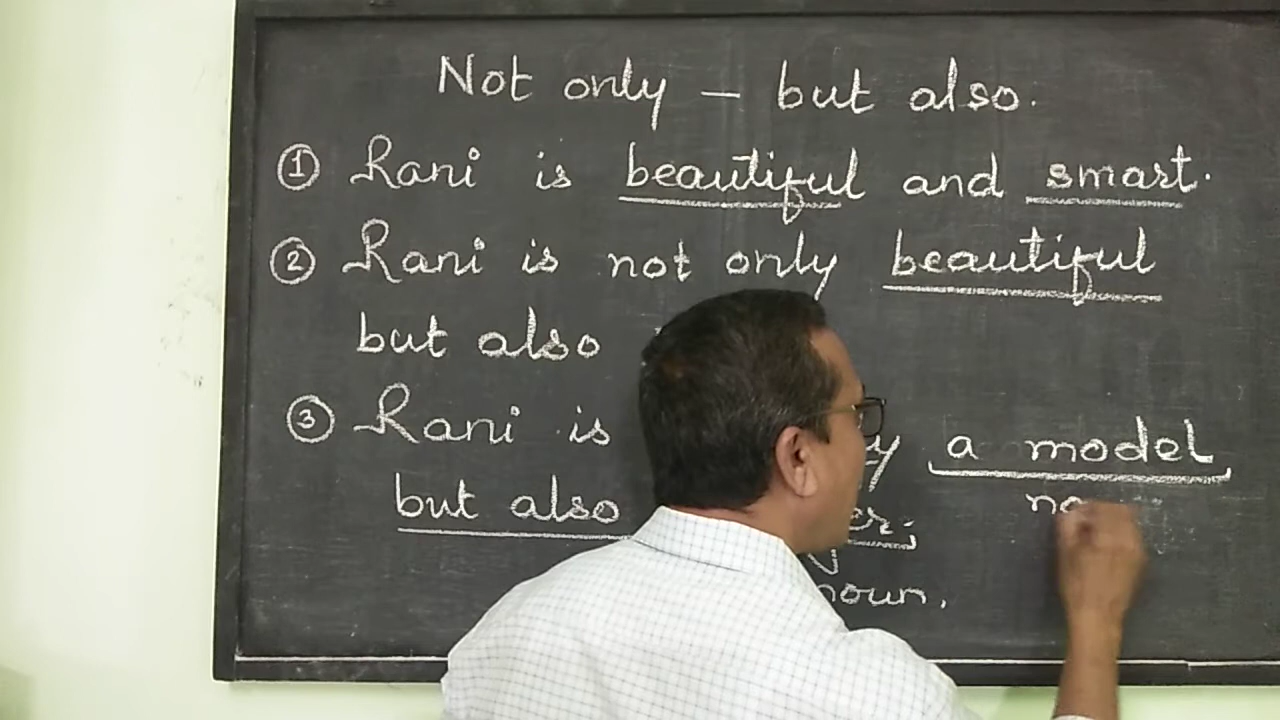 Not only – but also.
① Rani is beautiful and smart.
② Rani is not only beautiful
but also
③ Rani is a model
but also
noun.